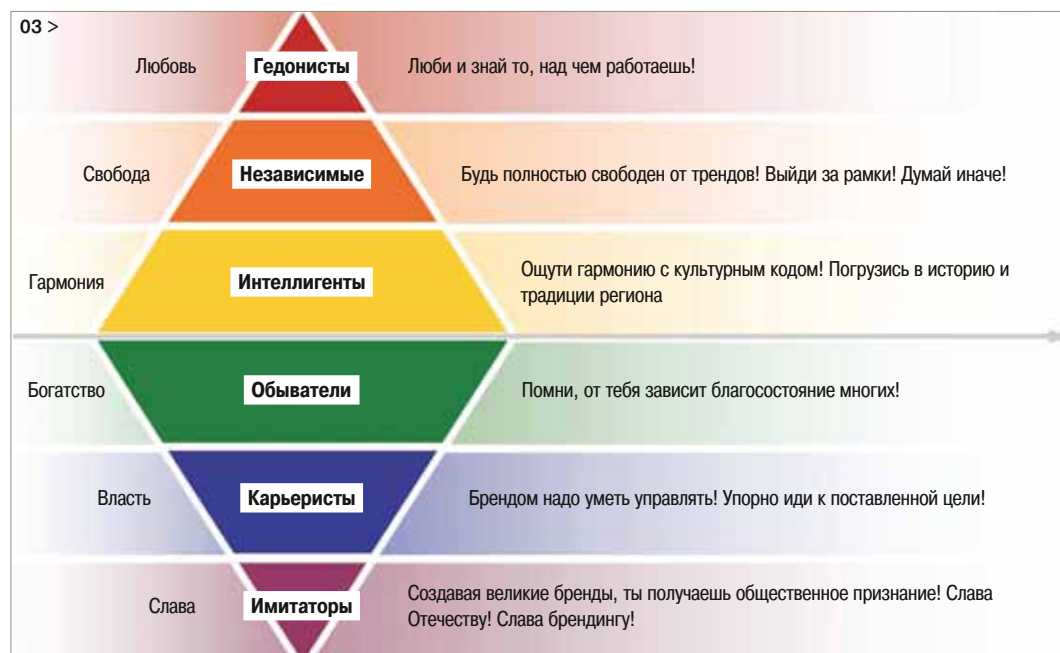 03 >
Любовь Гедонисты Люби и знай то, над чем работаешь!
Свобода Независимые Будь полностью свободен от трендов! Выйди за рамки! Думай иначе!
Гармония Интеллигенты Ощути гармонию с культурным кодом! Погрузись в историю и
традиции региона
Богатство Обыватели Помни, от тебя зависит благосостояние многих!
Власть Карьеристы Брендом надо уметь управлять! Упорно иди к поставленной цели!
Слава Имитаторы Создавая великие бренды, ты получаешь общественное признание! Слава
Отечеству! Слава брендингу!